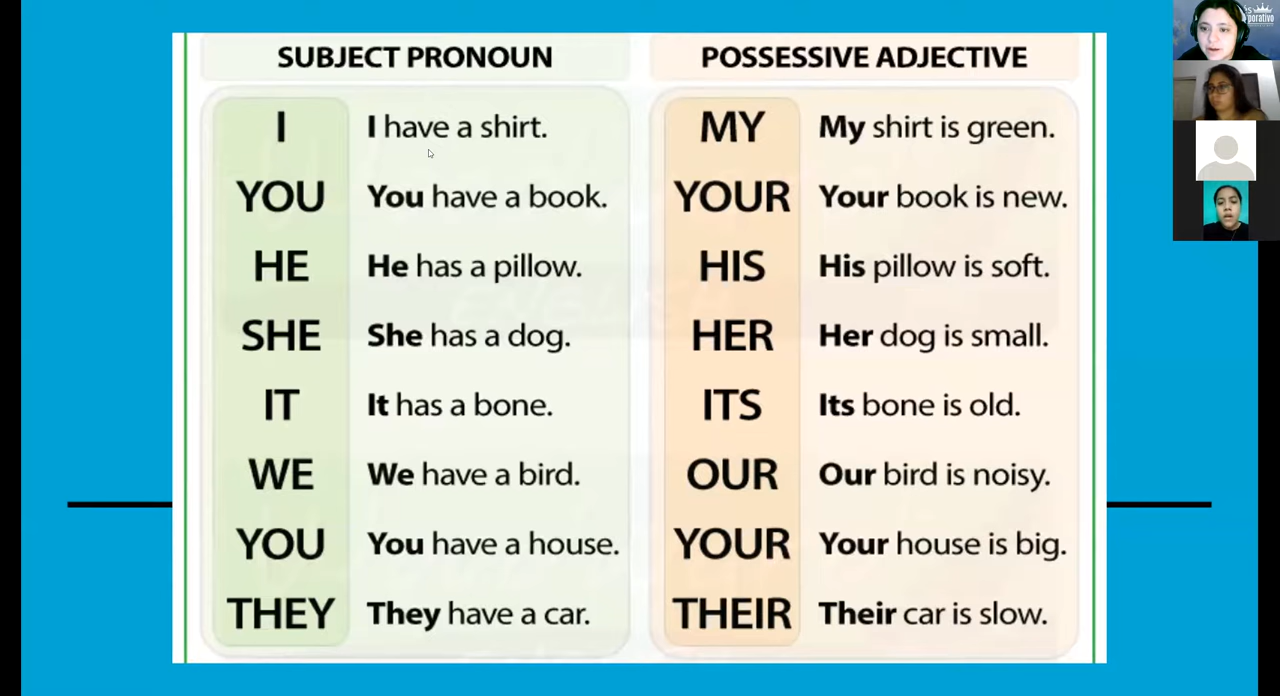 SUBJECT PRONOUN
POSSESSIVE ADJECTIVE
I
I have a shirt.
MY
My shirt is green.
YOU
You have a book.
YOUR
Your book is new.
HE
He has a pillow.
HIS
His pillow is soft.
SHE
She has a dog.
HER
Her dog is small.
IT
It has a bone.
ITS
Its bone is old.
WE
We have a bird.
OUR
Our bird is noisy.
YOU
You have a house.
YOUR
Your house is big.
THEY
They have a car.
THEIR
Their car is slow.